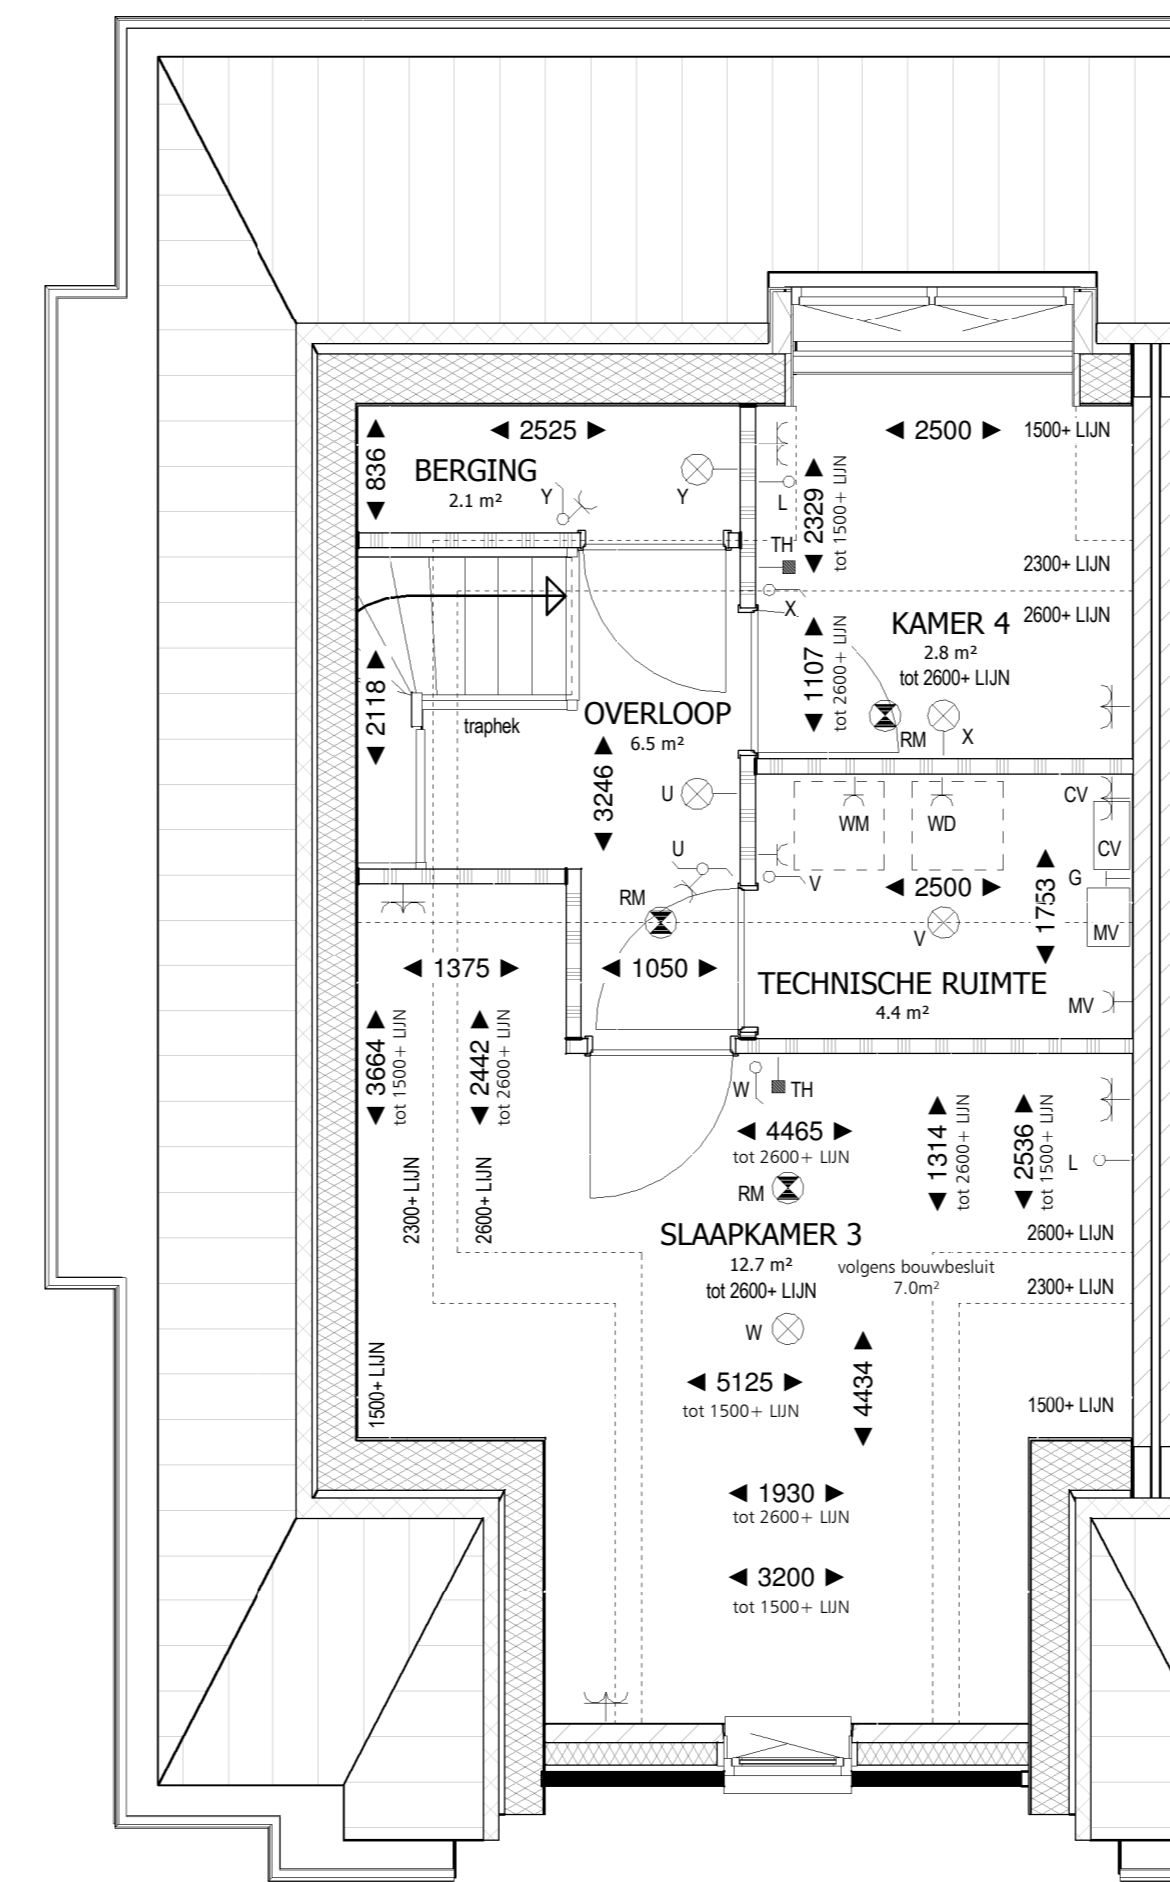 2525
836
BERGING
2.1 m²
Y
Y
2500
1500+ LIJN
L
2329
tot 1500+ LIJN
TH
2300+ LIJN
X
2600+ LIJN
KAMER 4
2.8 m²
tot 2600+ LIJN
1107
tot 2600+ LIJN
RM
X
2118
traphek
OVERLOOP
6.5 m²
3246
U
U
RM
WM
WD
CV
CV
G
MV
MV
V
2500
V
1753
TECHNISCHE RUIMTE
4.4 m²
1375
1050
3664
tot 1500+ LIJN
2442
tot 2600+ LIJN
W
TH
4465
tot 2600+ LIJN
RM
1314
tot 2600+ LIJN
2536
tot 1500+ LIJN
L
2300+ LIJN
2600+ LIJN
SLAAPKAMER 3
12.7 m²
tot 2600+ LIJN
volgens bouwbesluit
7.0m²
2600+ LIJN
2300+ LIJN
W
1500+ LIJN
5125
tot 1500+ LIJN
4434
1500+ LIJN
1930
tot 2600+ LIJN
3200
tot 1500+ LIJN